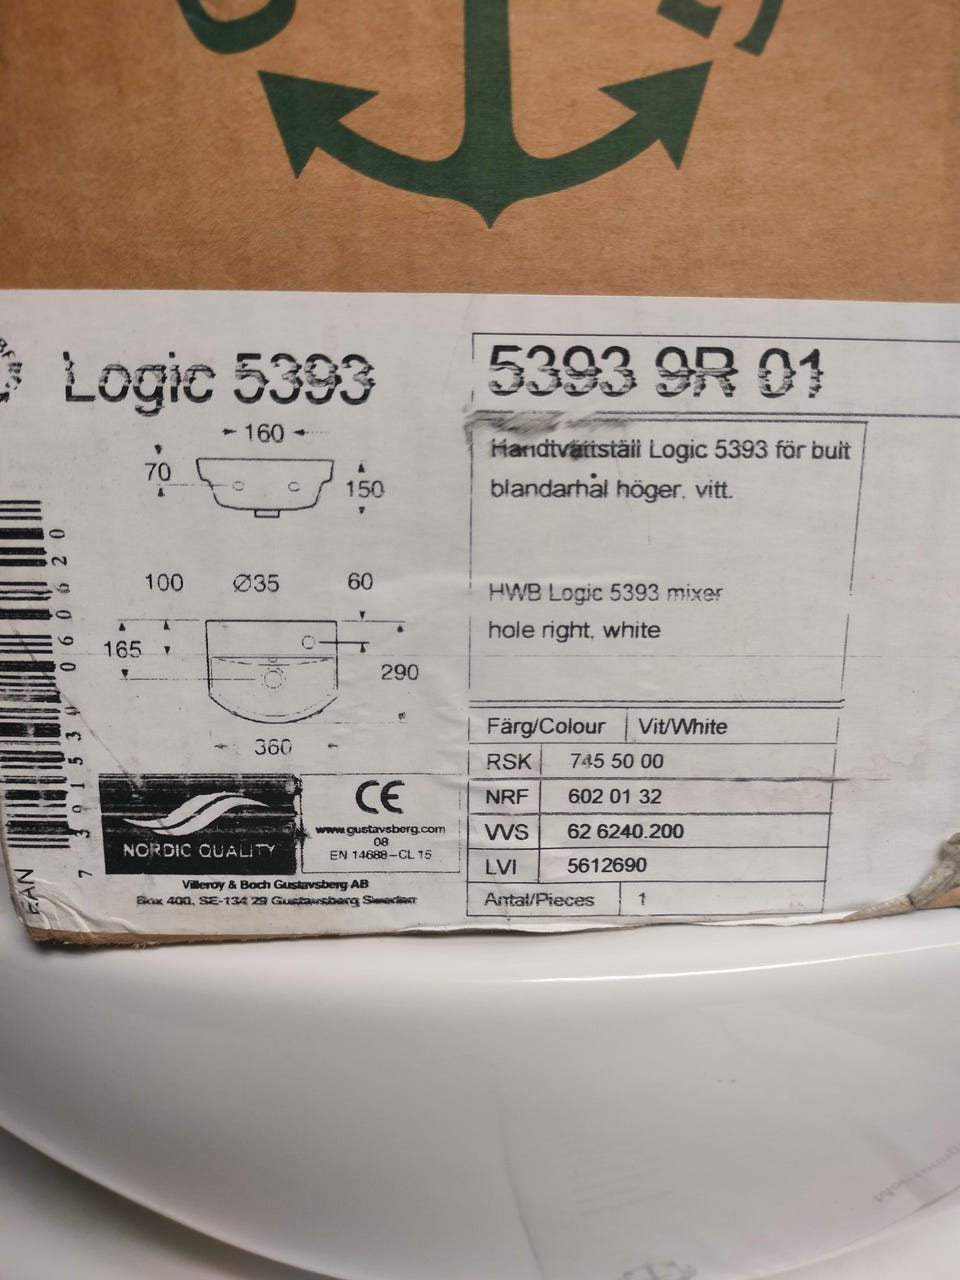 Logic 5393
5393 9R 01
160
70
150
100 Ø35 60
165
290
360
Handtvättställ Logic 5393 för bult
blandarhål höger, vitt.
HWB Logic 5393 mixer
hole right, white
Färg/Colour Vit/White
RSK 745 50 00
NRF 602 01 32
VVS 62 6240.200
LVI 5612690
Antal/Pieces 1
NORDIC QUALITY
CE
www.gustavsberg.com
08
EN 14688-CL 15
Villeroy & Boch Gustavsberg AB
Box 400, SE-134 29 Gustavsberg Sweden
EAN
7 391530 060620